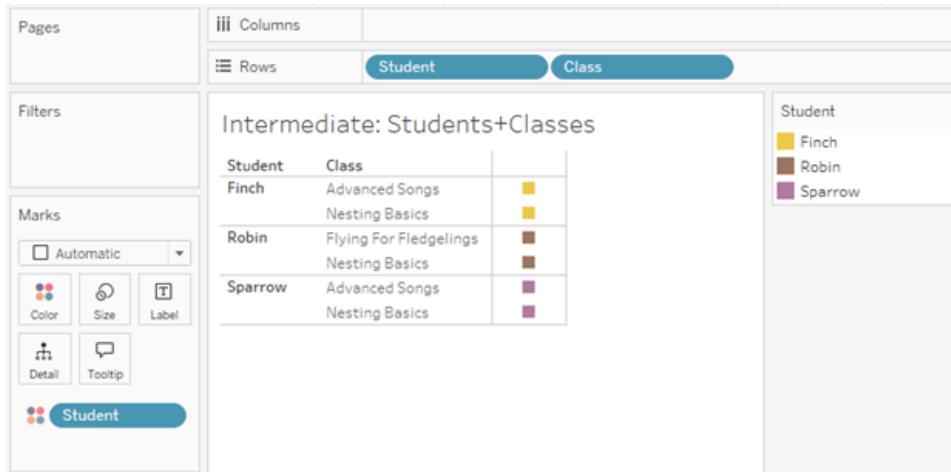 Pages
Columns
Rows Student Class
Filters
Intermediate: Students+Classes
Student Class
Finch Advanced Songs
Nesting Basics
Robin Flying For Fledgelings
Nesting Basics
Sparrow Advanced Songs
Nesting Basics
Marks
Automatic
Color Size Label
Detail Tooltip
Student
Student
Finch
Robin
Sparrow